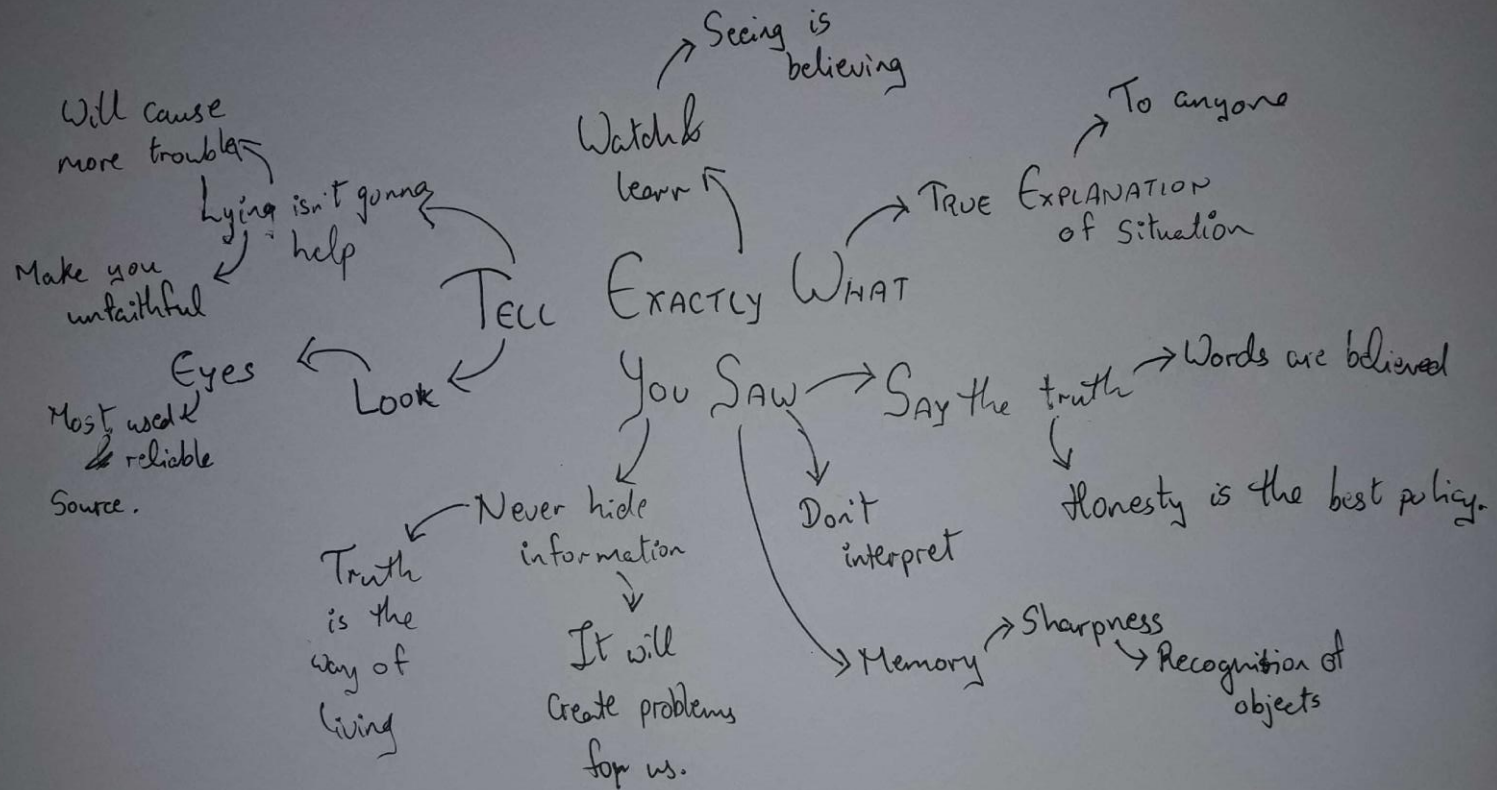 Seeing is
believing
Watch &
learn
To anyone
TRUE EXPLANATION
of situation
Will cause
more trouble
Lying isn't gonna
help
Make you
unfaithful
TELL EXACTLY WHAT
YOU SAW
Eyes
Look
Most used
& reliable
Source.
SAY the truth
Words are believed
Honesty is the best policy.
Never hide
information
Don't
interpret
Truth
is the
way of
living
It will
Create problems
for us.
Memory
Sharpness
Recognition of
objects